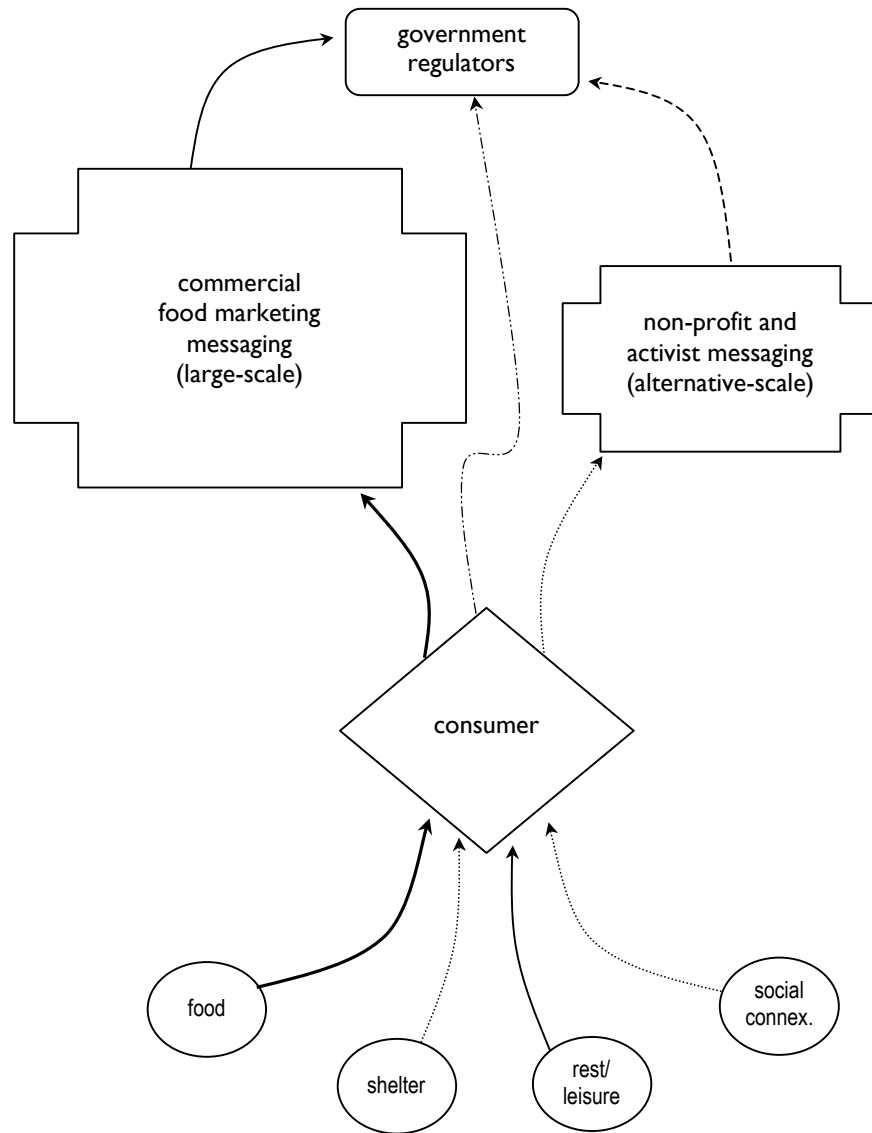 government
regulators
commercial
food marketing
messaging
(large-scale)
non-profit and
activist messaging
(alternative-scale)
consumer
food
shelter
rest/
leisure
social
connex.